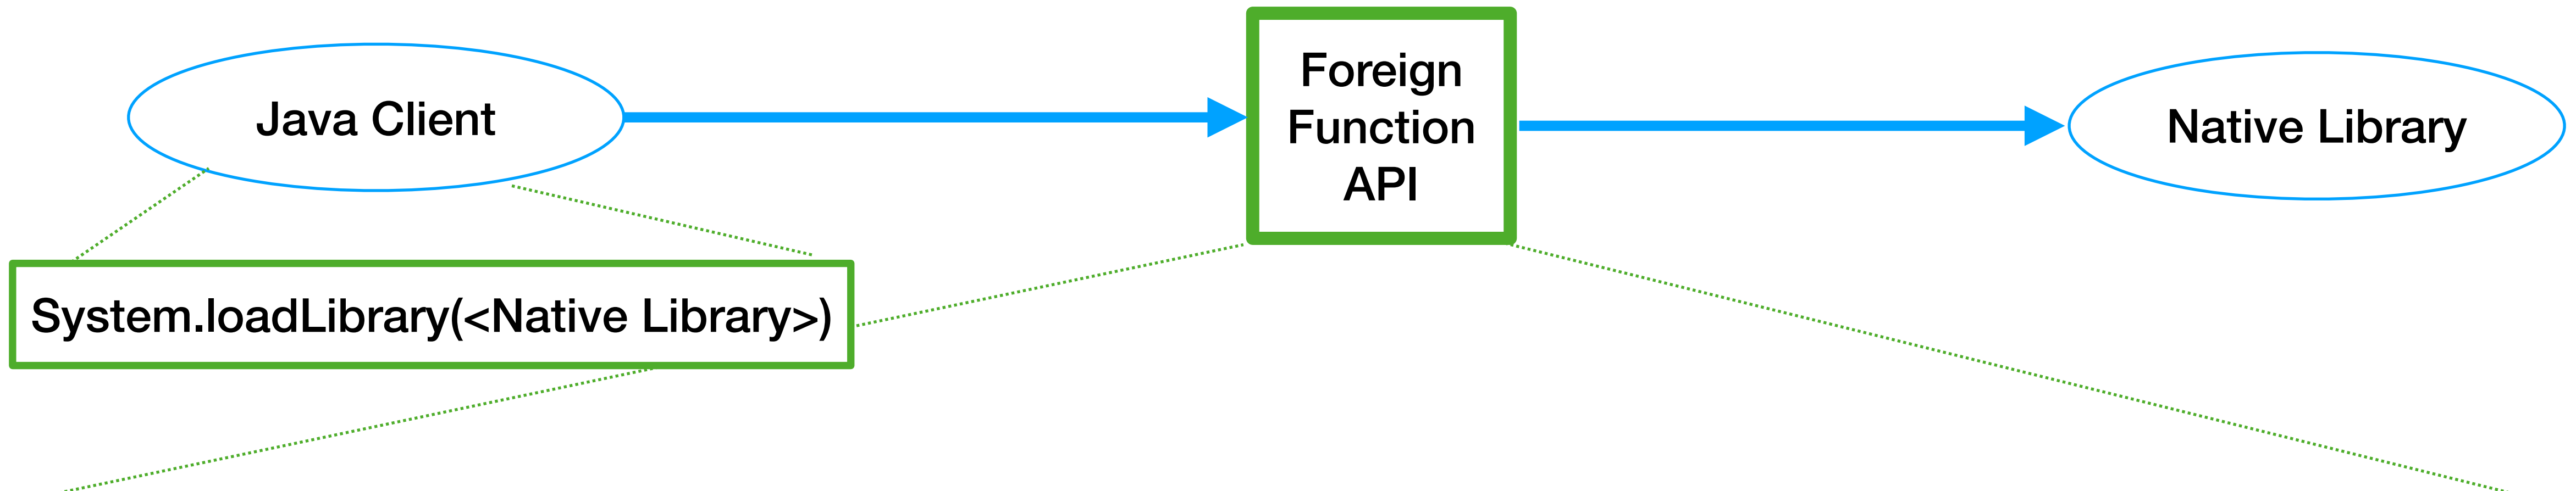 Java Client
Foreign
Function
API
Native Library
System.loadLibrary(<Native Library>)